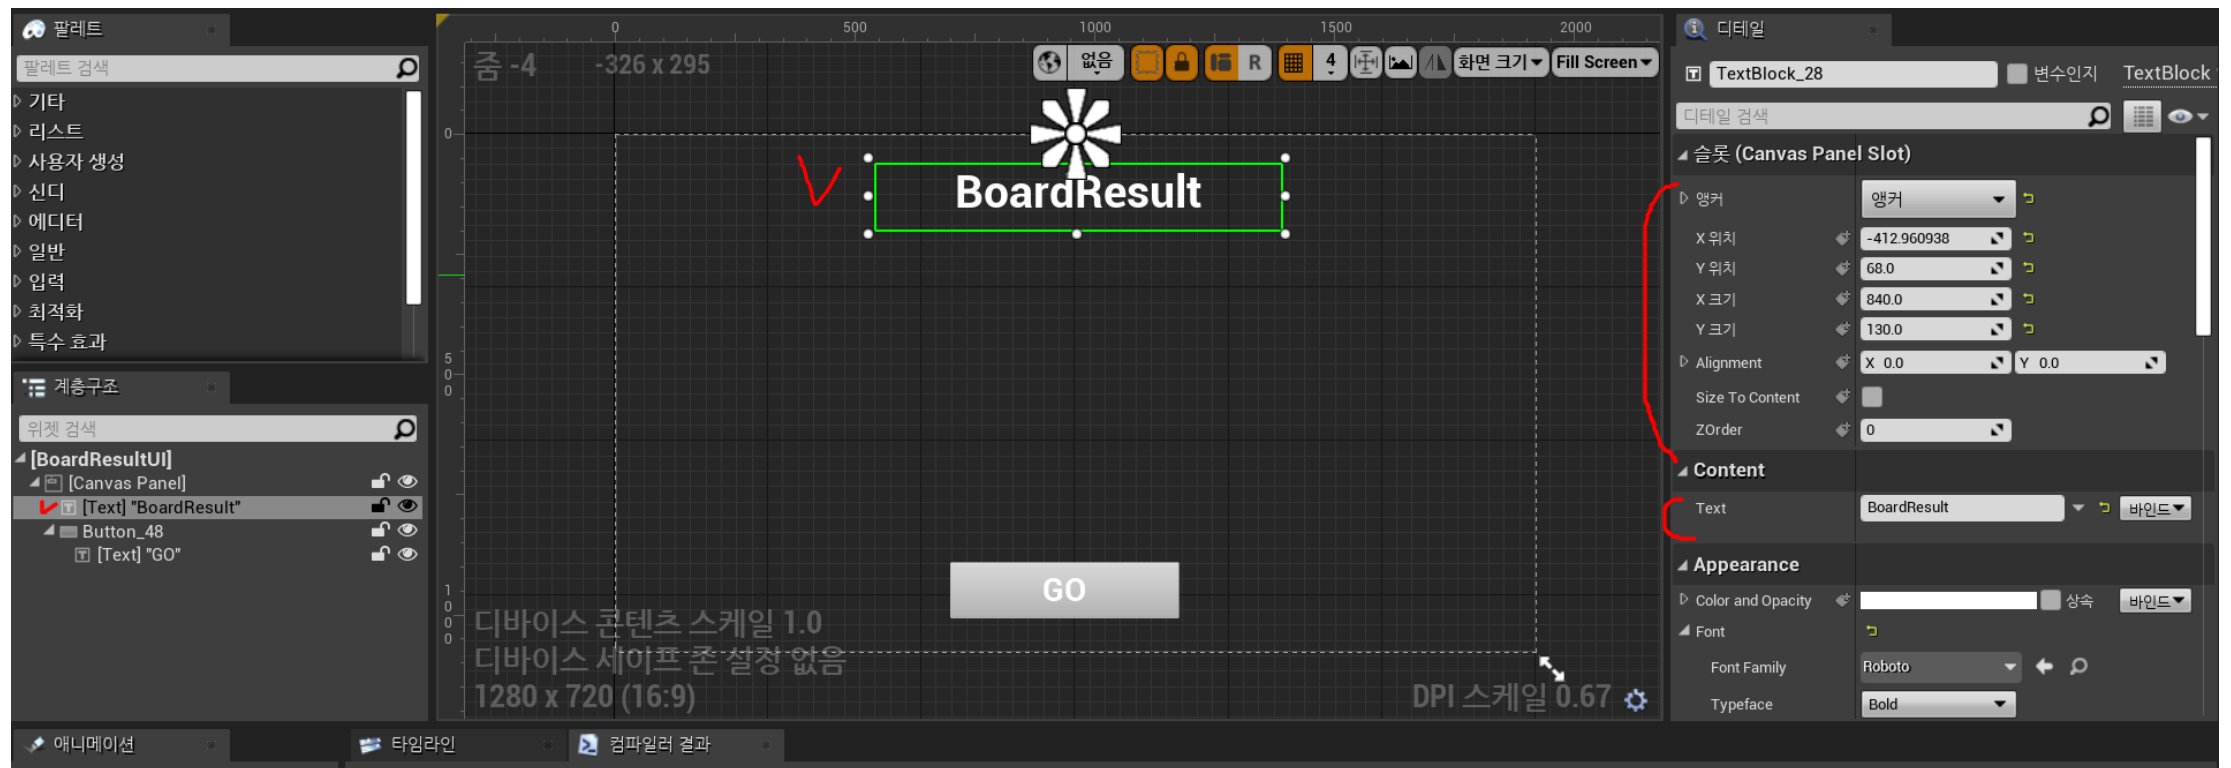 팔레트
팔레트 검색
기타
리스트
사용자 생성
신디
에디터
일반
입력
최적화
특수 효과
계층구조
위젯 검색
[BoardResultUI]
[Canvas Panel]
[Text] "BoardResult"
Button_48
[Text] "GO"
0 500 1000 1500 2000
줌 -4 -326 x 295
없음 R 4 화면 크기 Fill Screen
0
500
1000
BoardResult
GO
디바이스 콘텐츠 스케일 1.0
디바이스 세이프 존 설정 없음
1280 x 720 (16:9)
DPI 스케일 0.67
디테일
TextBlock_28 변수인지 TextBlock
디테일 검색
슬롯 (Canvas Panel Slot)
앵커 앵커
X 위치 -412.960938
Y 위치 68.0
X 크기 840.0
Y 크기 130.0
Alignment X 0.0 Y 0.0
Size To Content
ZOrder 0
Content
Text BoardResult 바인드
Appearance
Color and Opacity 상속 바인드
Font
Font Family Roboto
Typeface Bold
애니메이션 타임라인 컴파일러 결과